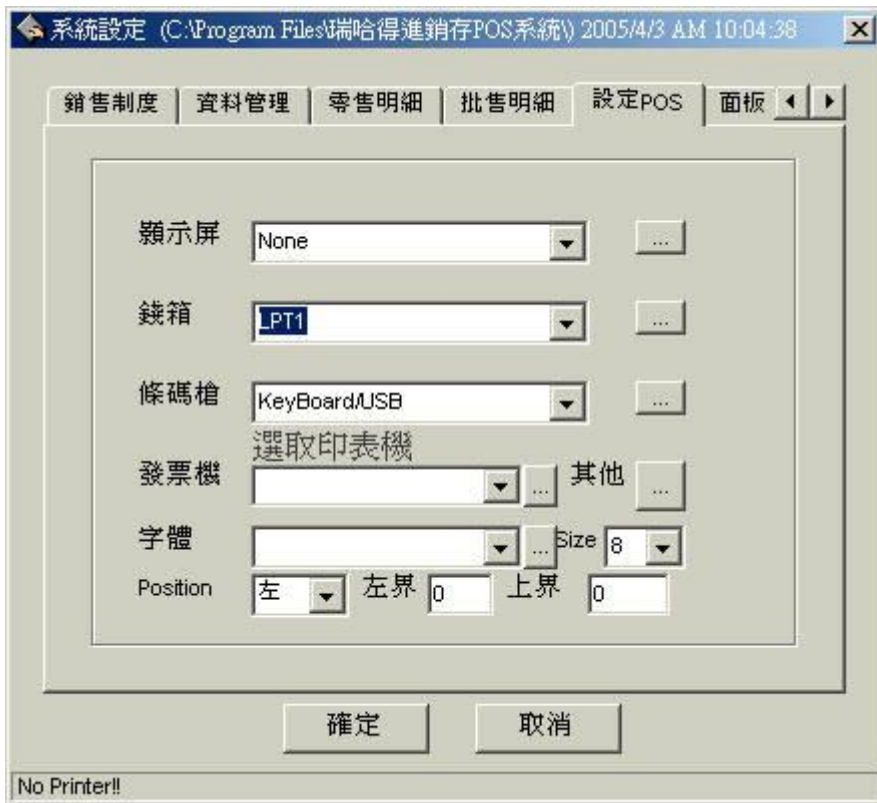 系統設定 (C:\Program Files\瑞哈得進銷存POS系統\) 2005/4/3 AM 10:04:38
銷售制度 資料管理 零售明細 批售明細 設定POS 面板
顯示屏 None ...
錢箱 LPT1 ...
條碼槍 KeyBoard/USB ...
選取印表機
發票機 ... 其他 ...
字體 ... Size 8
Position 左 左界 0 上界 0
確定 取消
No Printer!!